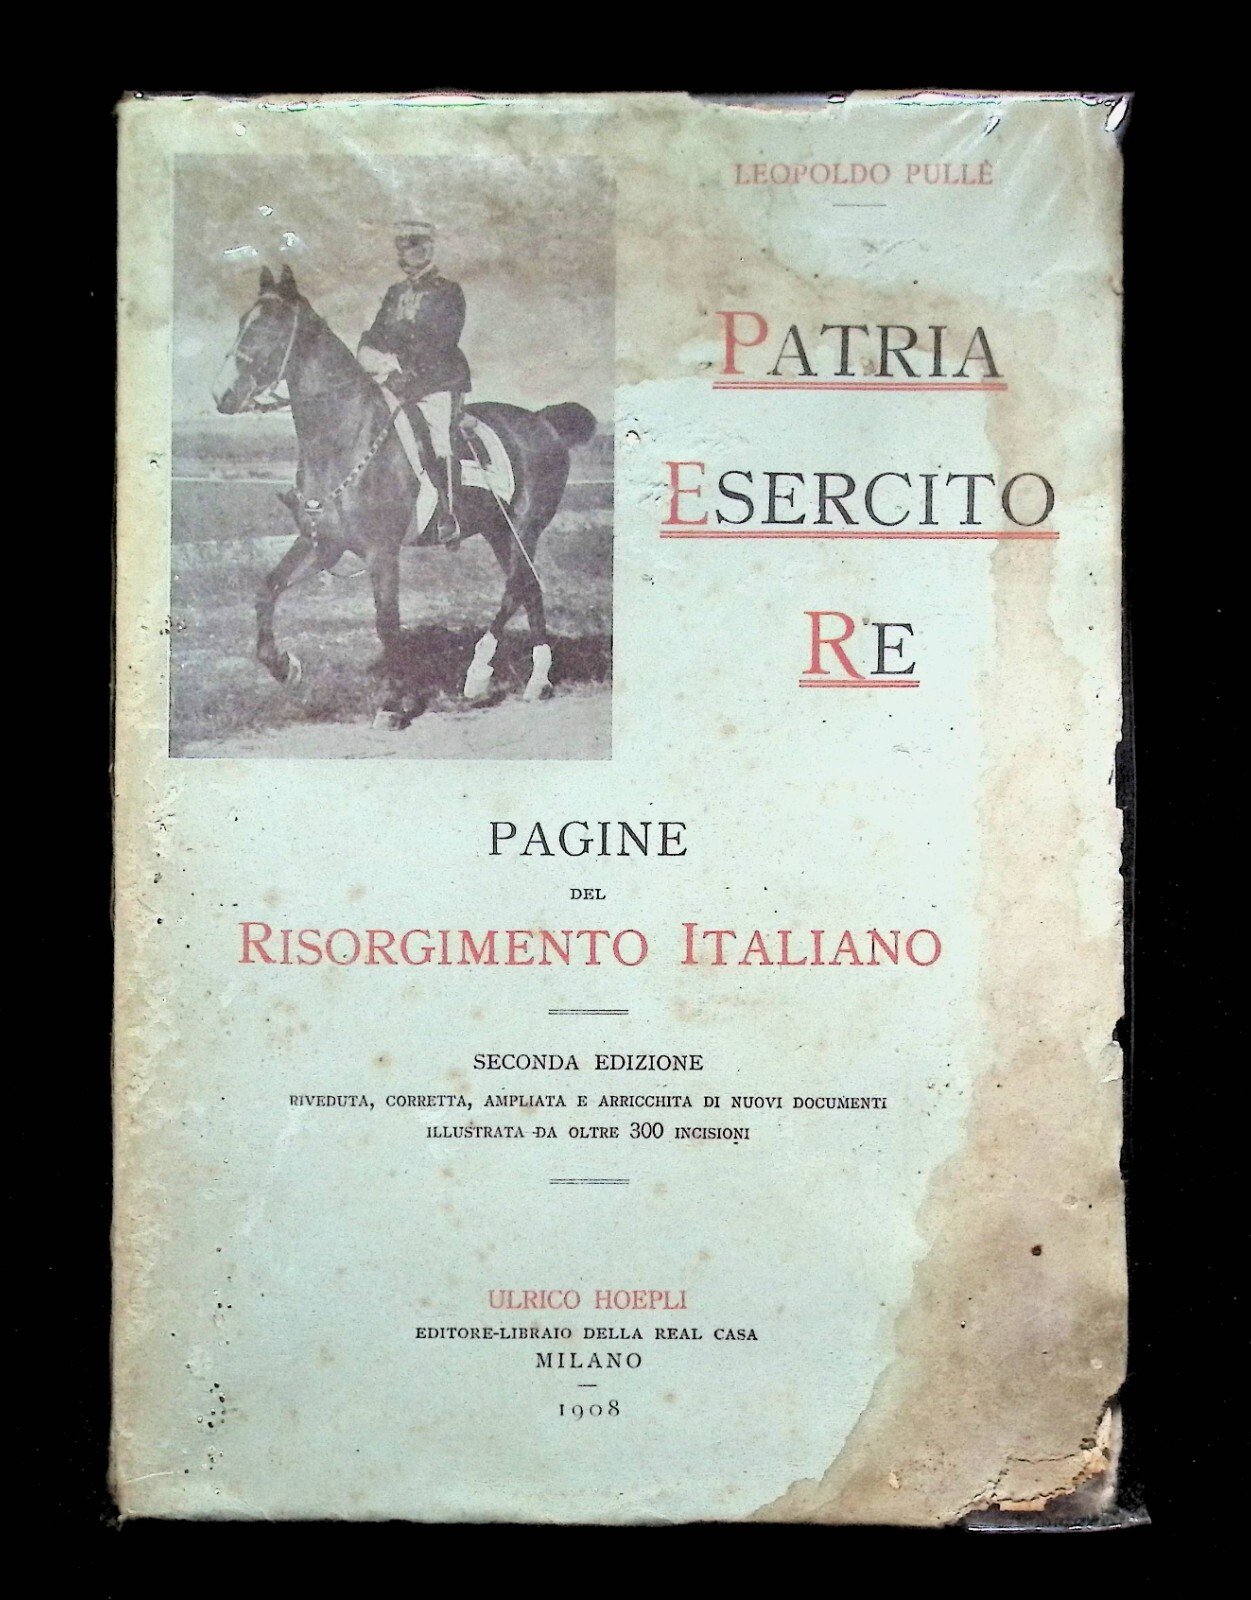 LEOPOLDO PULLÈ
PATRIA
ESERCITO
RE
PAGINE
DEL
RISORGIMENTO ITALIANO
SECONDA EDIZIONE
RIVEDUTA, CORRETTA, AMPLIATA E ARRICCHITA DI NUOVI DOCUMENTI
ILLUSTRATA DA OLTRE 300 INCISIONI
ULRICO HOEPLI
EDITORE-LIBRAIO DELLA REAL CASA
MILANO
1908